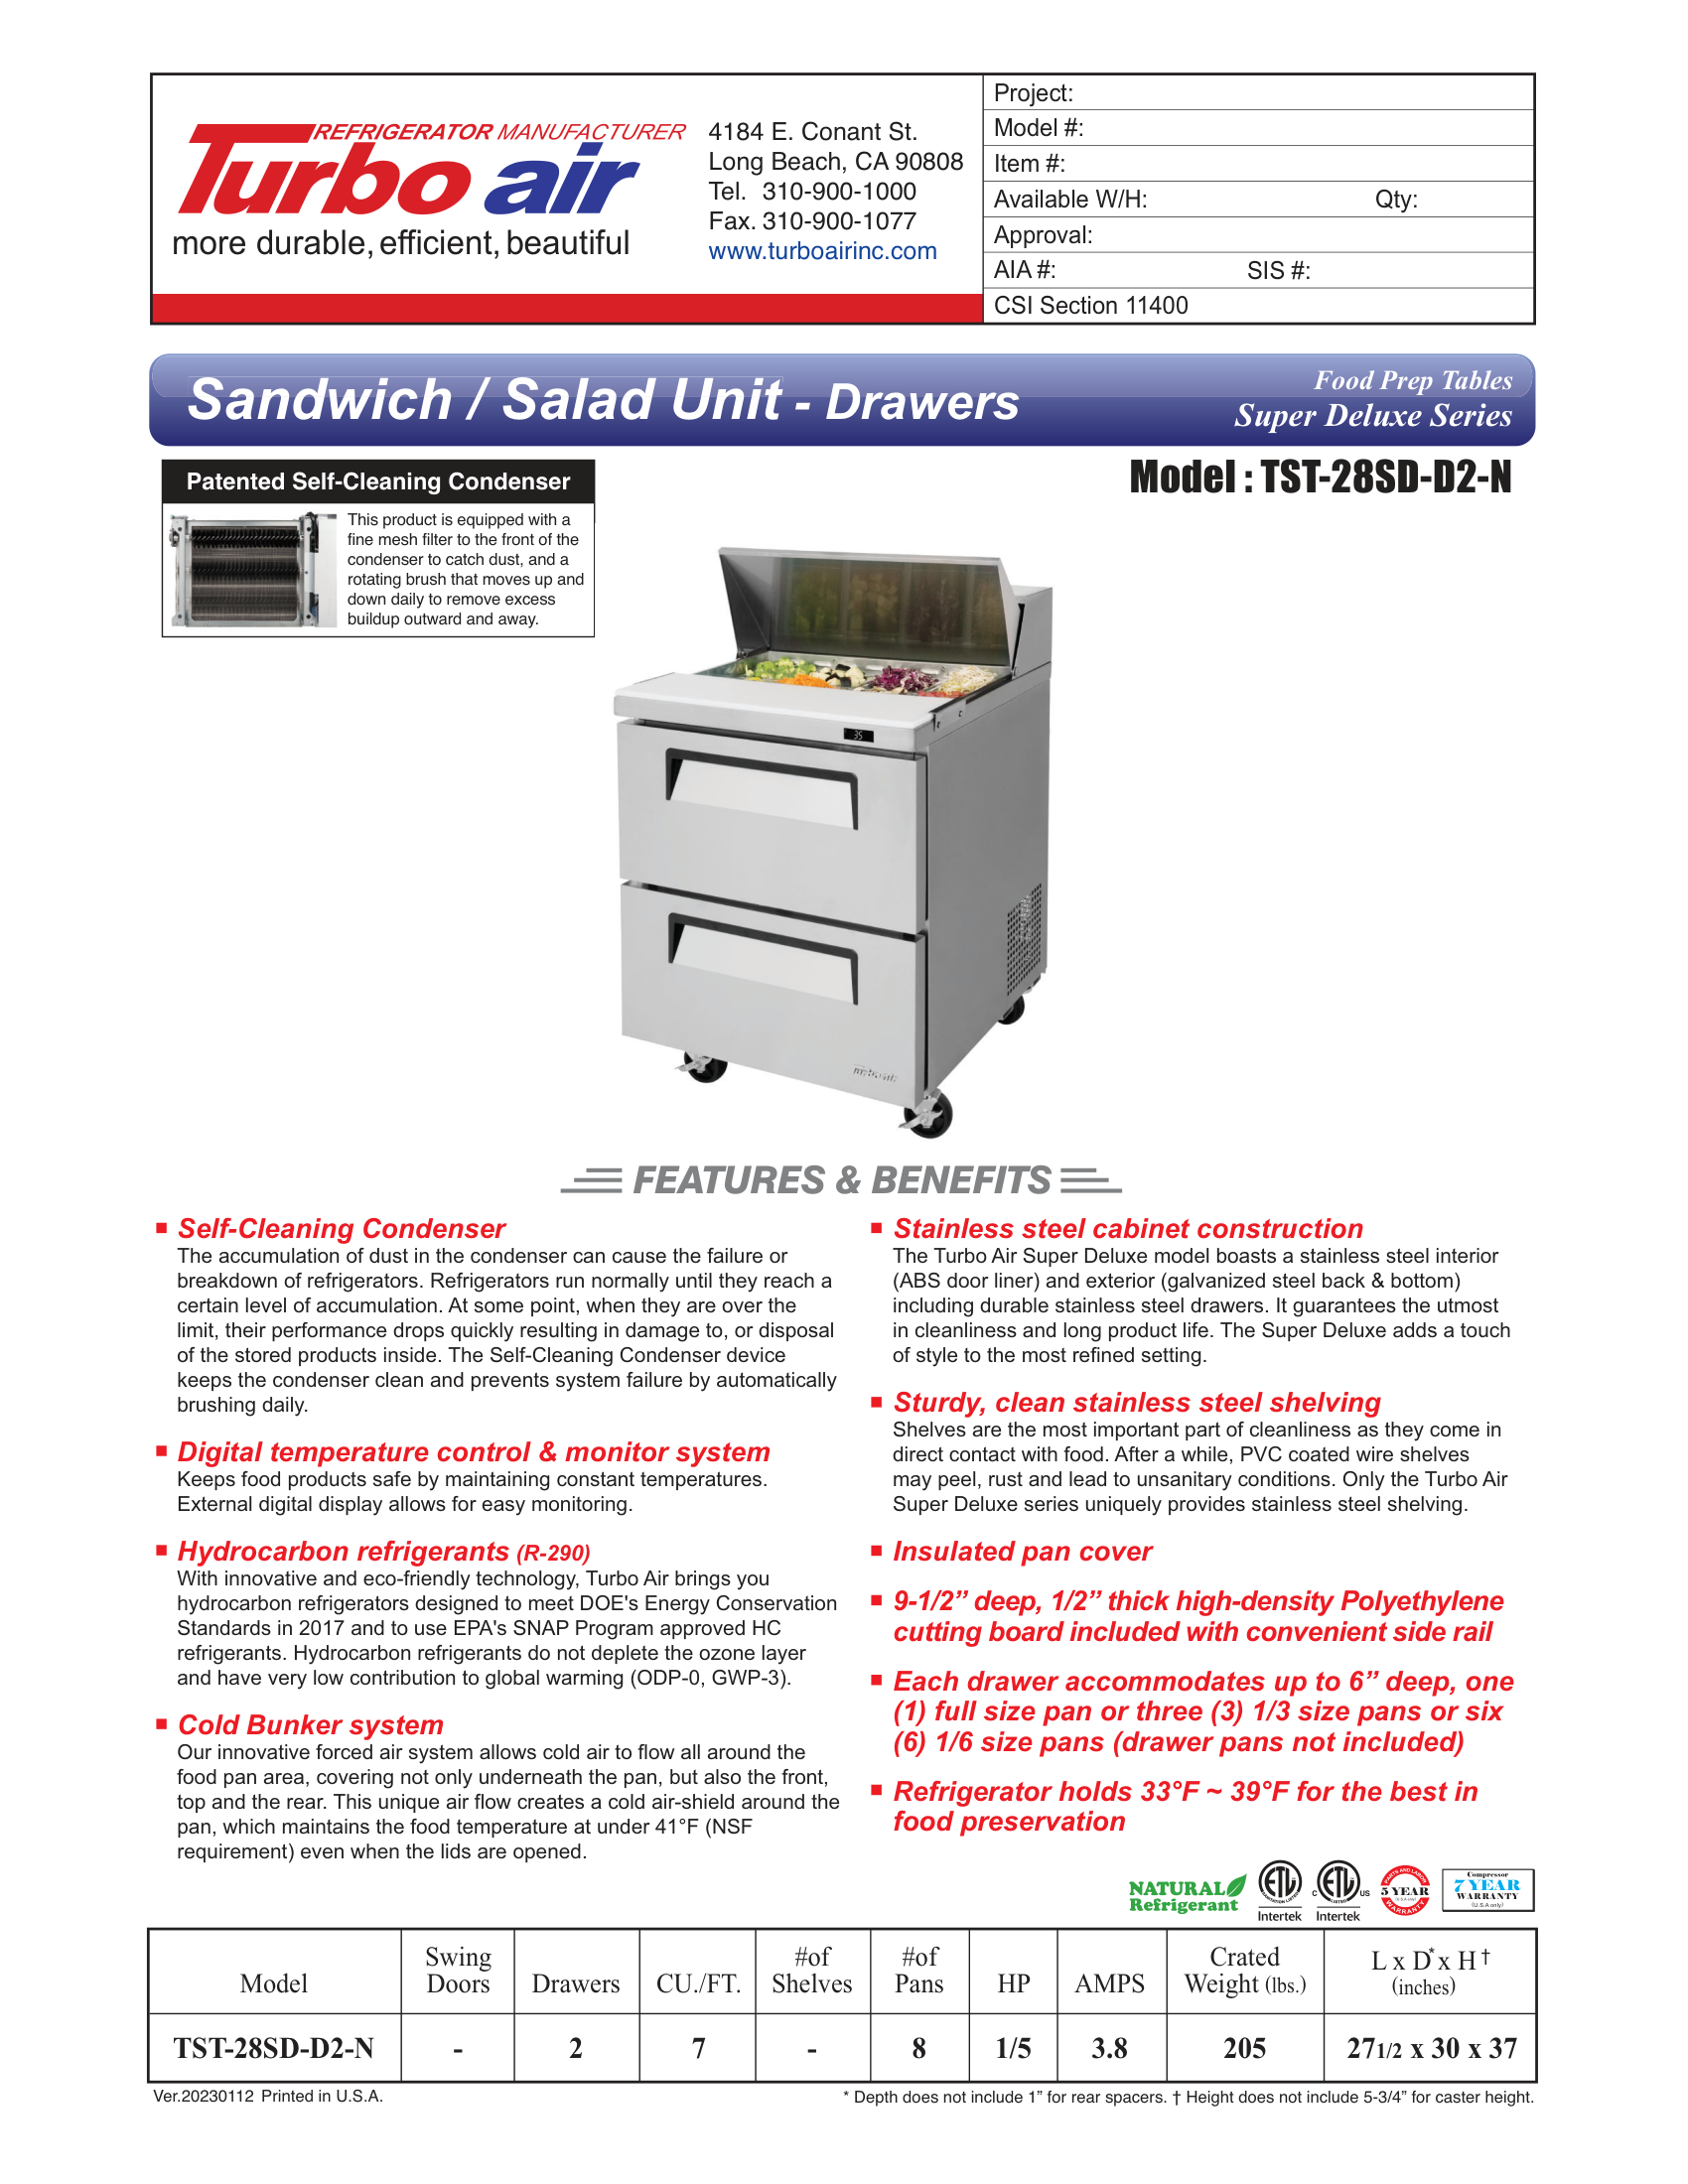 REFRIGERATOR MANUFACTURER
Turbo air
more durable, efficient, beautiful
4184 E. Conant St.
Long Beach, CA 90808
Tel. 310-900-1000
Fax. 310-900-1077
www.turboairinc.com
Project:
Model #:
Item #:
Available W/H: Qty:
Approval:
AIA #: SIS #:
CSI Section 11400
Sandwich / Salad Unit - Drawers
Food Prep Tables
Super Deluxe Series
Patented Self-Cleaning Condenser
This product is equipped with a
fine mesh filter to the front of the
condenser to catch dust, and a
rotating brush that moves up and
down daily to remove excess
buildup outward and away.
Model : TST-28SD-D2-N
35
turbo air
FEATURES & BENEFITS
Self-Cleaning Condenser
The accumulation of dust in the condenser can cause the failure or
breakdown of refrigerators. Refrigerators run normally until they reach a
certain level of accumulation. At some point, when they are over the
limit, their performance drops quickly resulting in damage to, or disposal
of the stored products inside. The Self-Cleaning Condenser device
keeps the condenser clean and prevents system failure by automatically
brushing daily.
Digital temperature control & monitor system
Keeps food products safe by maintaining constant temperatures.
External digital display allows for easy monitoring.
Hydrocarbon refrigerants (R-290)
With innovative and eco-friendly technology, Turbo Air brings you
hydrocarbon refrigerators designed to meet DOE's Energy Conservation
Standards in 2017 and to use EPA's SNAP Program approved HC
refrigerants. Hydrocarbon refrigerants do not deplete the ozone layer
and have very low contribution to global warming (ODP-0, GWP-3).
Cold Bunker system
Our innovative forced air system allows cold air to flow all around the
food pan area, covering not only underneath the pan, but also the front,
top and the rear. This unique air flow creates a cold air-shield around the
pan, which maintains the food temperature at under 41°F (NSF
requirement) even when the lids are opened.
Stainless steel cabinet construction
The Turbo Air Super Deluxe model boasts a stainless steel interior
(ABS door liner) and exterior (galvanized steel back & bottom)
including durable stainless steel drawers. It guarantees the utmost
in cleanliness and long product life. The Super Deluxe adds a touch
of style to the most refined setting.
Sturdy, clean stainless steel shelving
Shelves are the most important part of cleanliness as they come in
direct contact with food. After a while, PVC coated wire shelves
may peel, rust and lead to unsanitary conditions. Only the Turbo Air
Super Deluxe series uniquely provides stainless steel shelving.
Insulated pan cover
9-1/2” deep, 1/2” thick high-density Polyethylene
cutting board included with convenient side rail
Each drawer accommodates up to 6” deep, one
(1) full size pan or three (3) 1/3 size pans or six
(6) 1/6 size pans (drawer pans not included)
Refrigerator holds 33°F ~ 39°F for the best in
food preservation
NATURAL
Refrigerant
ETL
SANITATION LISTED
Intertek
C ETL US
LISTED
Intertek
PARTS AND LABOR
5 YEAR
(U.S.A only)
WARRANTY
Compressor
7 YEAR
WARRANTY
(U.S.A only)
Model Swing Doors Drawers CU./FT. #of Shelves #of Pans HP AMPS Crated Weight (lbs.) L x D* x H† (inches)
TST-28SD-D2-N - 2 7 - 8 1/5 3.8 205 271/2 x 30 x 37
Ver.20230112 Printed in U.S.A.
* Depth does not include 1” for rear spacers. † Height does not include 5-3/4” for caster height.